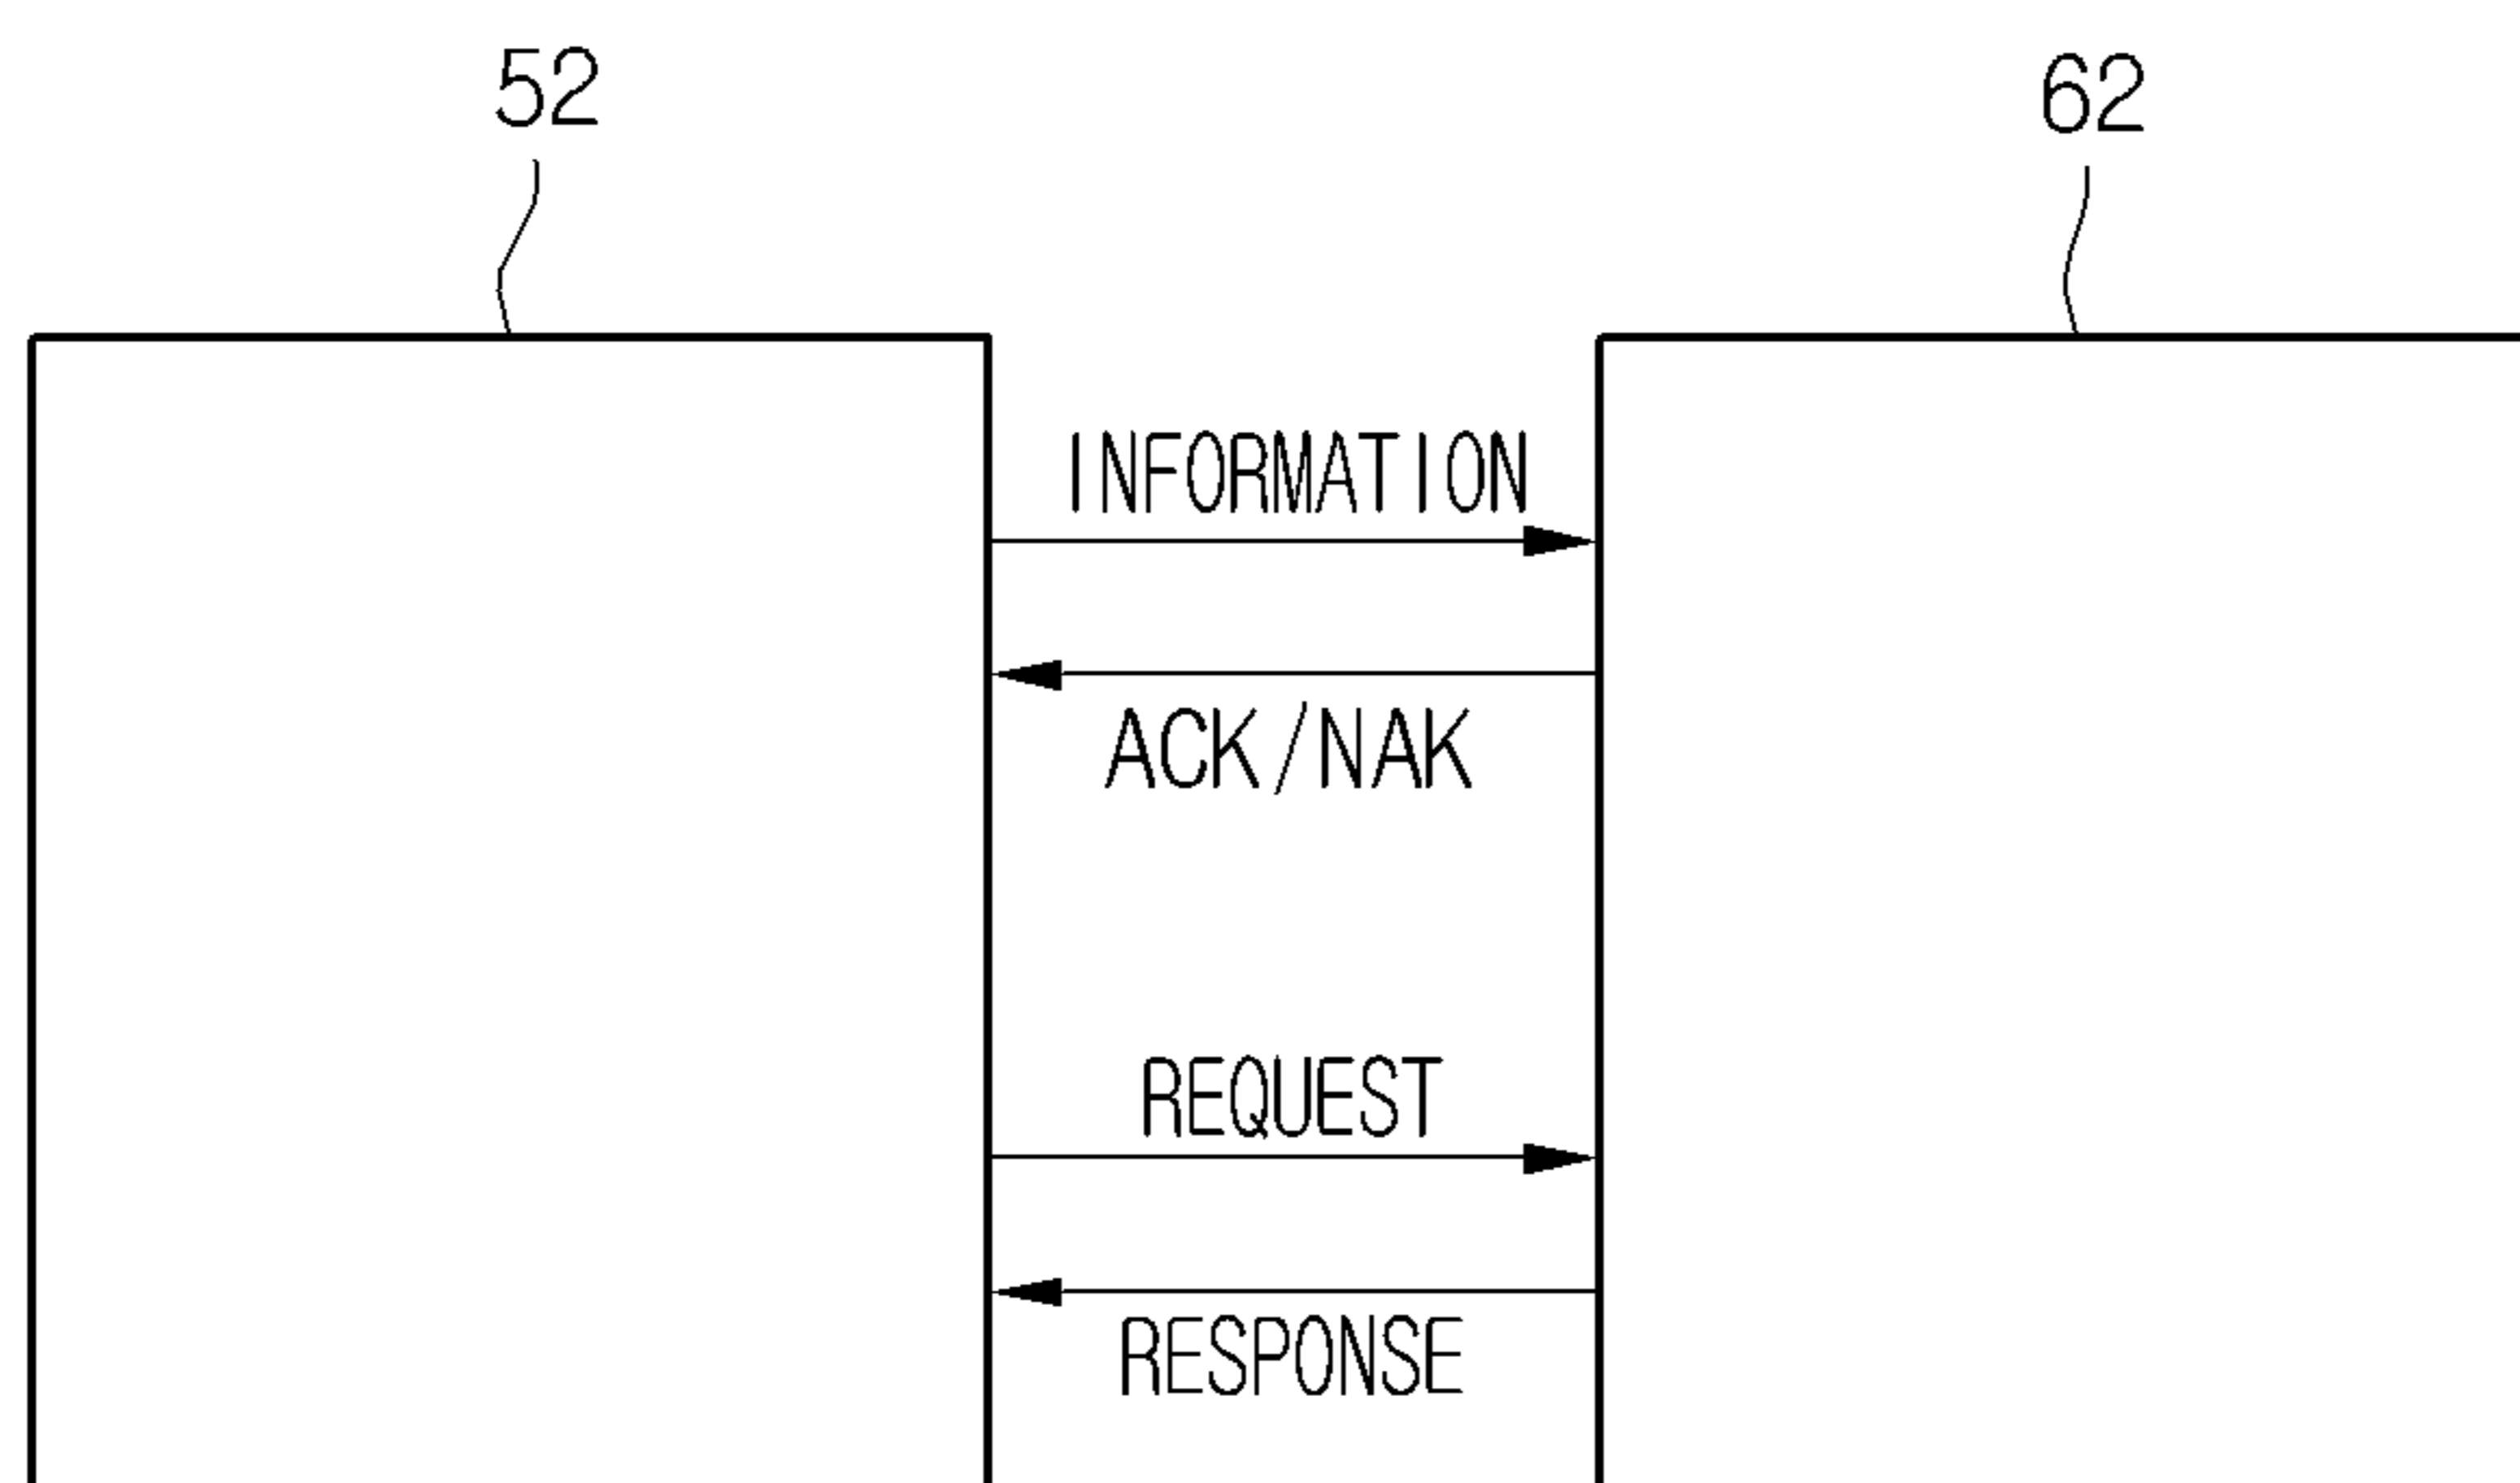 52
62
INFORMATION
ACK/NAK
REQUEST
RESPONSE